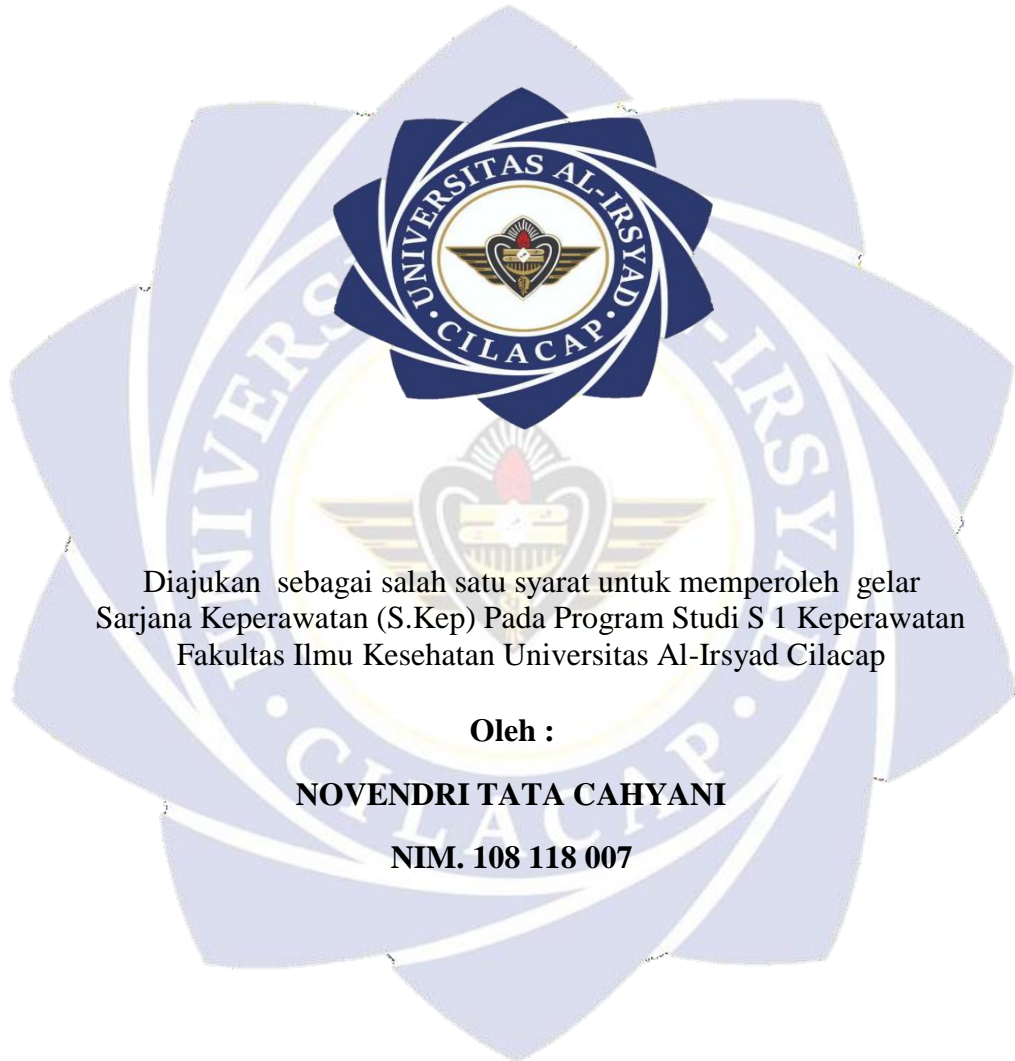 UNIVERSITAS AL-IRSYAD
CILACAP
Diajukan sebagai salah satu syarat untuk memperoleh gelar
Sarjana Keperawatan (S.Kep) Pada Program Studi S 1 Keperawatan
Fakultas Ilmu Kesehatan Universitas Al-Irsyad Cilacap
Oleh :
NOVENDRI TATA CAHYANI
NIM. 108 118 007